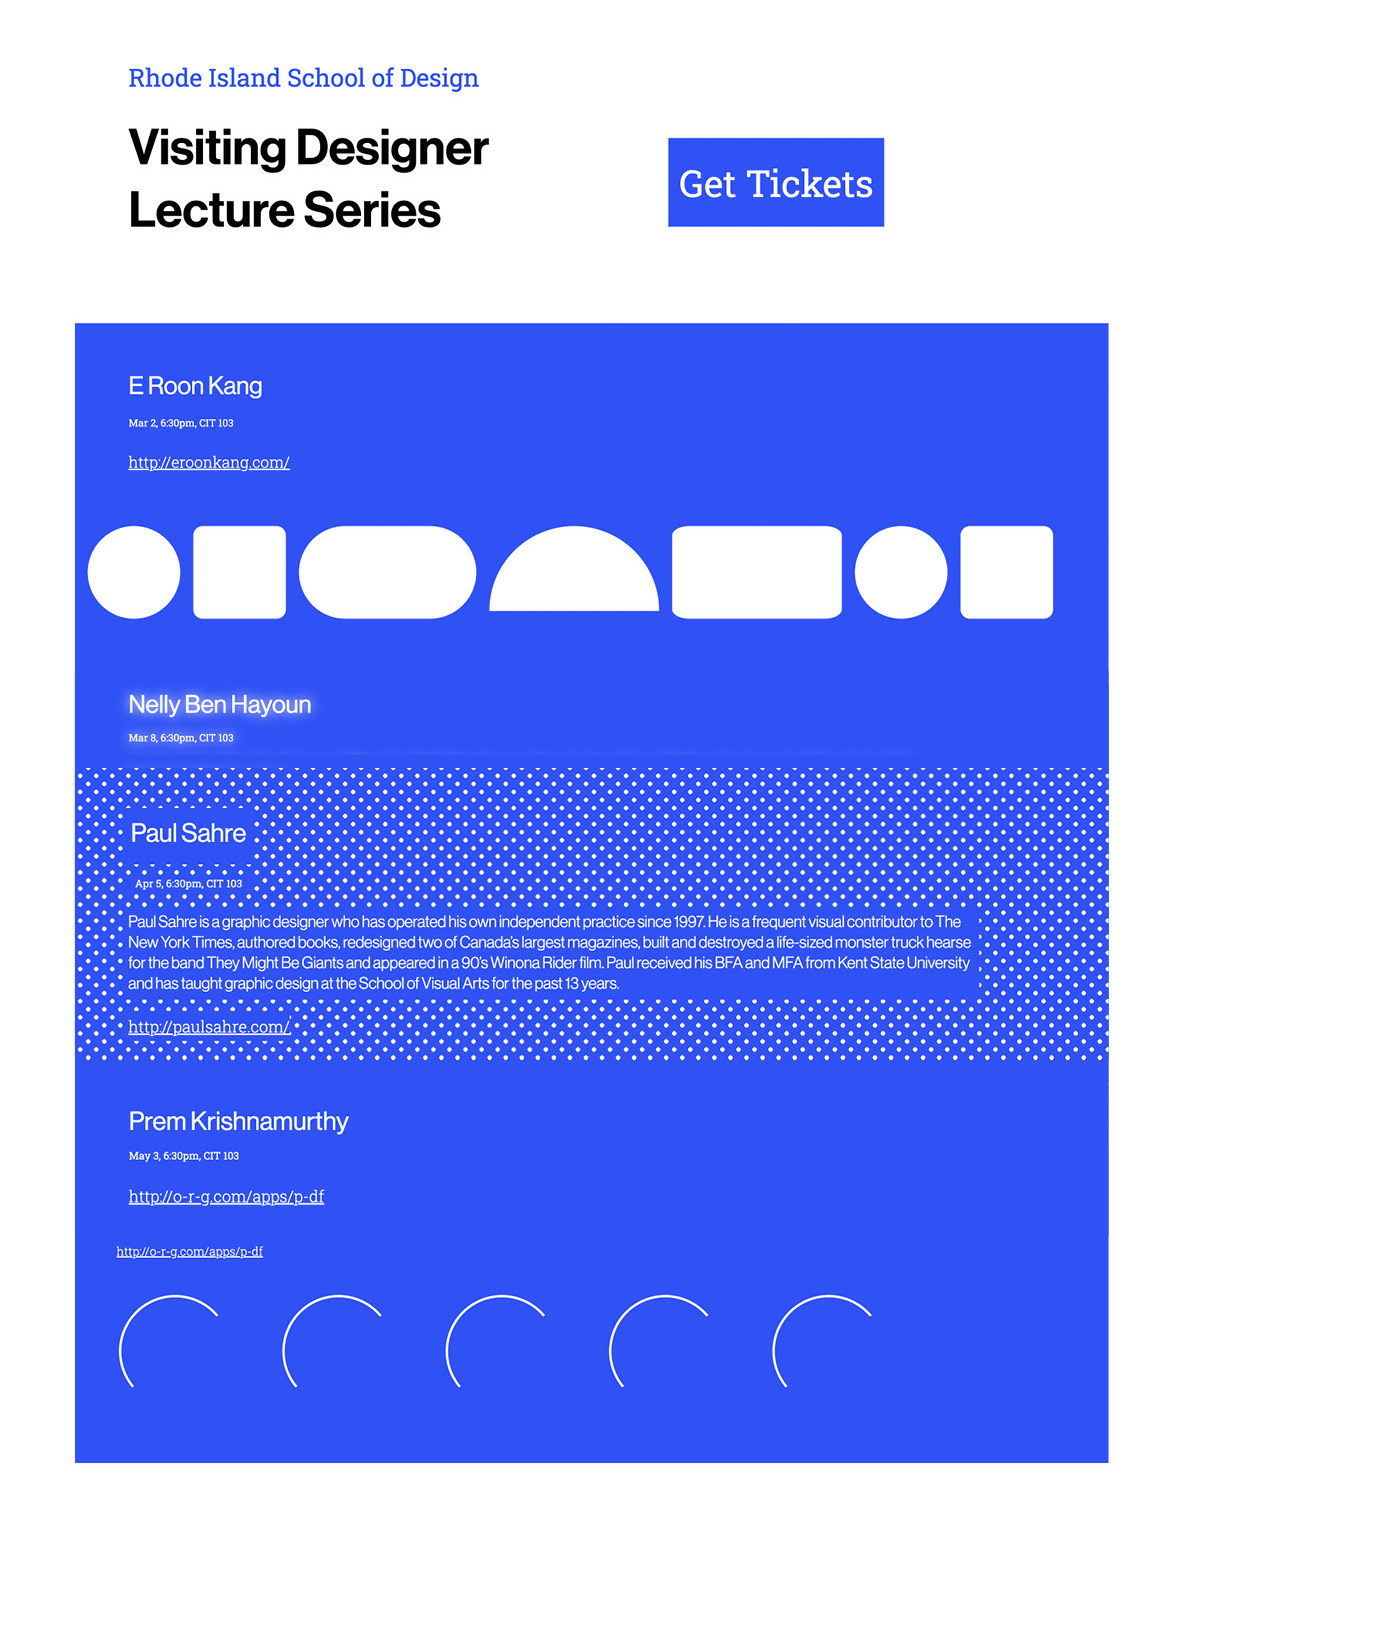 Rhode Island School of Design
Visiting Designer
Lecture Series
Get Tickets
E Roon Kang
Mar 2, 6:30pm, CIT 103
http://eroonkang.com/
Nelly Ben Hayoun
Mar 8, 6:30pm, CIT 103
Paul Sahre
Apr 5, 6:30pm, CIT 103
Paul Sahre is a graphic designer who has operated his own independent practice since 1997. He is a frequent visual contributor to The
New York Times, authored books, redesigned two of Canada's largest magazines, built and destroyed a life-sized monster truck hearse
for the band They Might Be Giants and appeared in a 90's Winona Rider film. Paul received his BFA and MFA from Kent State University
and has taught graphic design at the School of Visual Arts for the past 13 years.
http://paulsahre.com/
Prem Krishnamurthy
May 3, 6:30pm, CIT 103
http://o-r-g.com/apps/p-df
http://o-r-g.com/apps/p-df